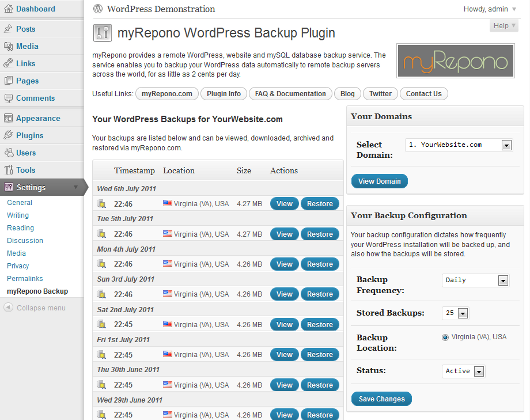 Dashboard
Posts
Media
Links
Pages
Comments
Appearance
Plugins
Users
Tools
Settings
General
Writing
Reading
Discussion
Media
Privacy
Permalinks
myRepono Backup
Collapse menu
WordPress Demonstration
Howdy, admin
Help
myRepono WordPress Backup Plugin
myRepono provides a remote WordPress, website and mySQL database backup service. The
service enables you to backup your WordPress data automatically to remote backup servers
across the world, for as little as 2 cents per day.
myRepono
Useful Links: myRepono.com Plugin Info FAQ & Documentation Blog Twitter Contact Us
Your WordPress Backups for YourWebsite.com
Your backups are listed below and can be viewed, downloaded, archived and
restored via myRepono.com.
Timestamp Location Size Actions
Wed 6th July 2011
22:46 Virginia (VA), USA 4.27 MB View Restore
Tue 5th July 2011
22:46 Virginia (VA), USA 4.27 MB View Restore
Mon 4th July 2011
22:46 Virginia (VA), USA 4.26 MB View Restore
Sun 3rd July 2011
22:46 Virginia (VA), USA 4.26 MB View Restore
Sat 2nd July 2011
22:45 Virginia (VA), USA 4.26 MB View Restore
Fri 1st July 2011
22:45 Virginia (VA), USA 4.26 MB View Restore
Thu 30th June 2011
22:45 Virginia (VA), USA 4.26 MB View Restore
Wed 29th June 2011
22:45 Virginia (VA), USA 4.26 MB View Restore
Your Domains
Select
Domain:
1. YourWebsite.com
View Domain
Your Backup Configuration
Your backup configuration dictates how frequently
your WordPress installation will be backed up, and
also how the backups will be stored.
Backup
Frequency:
Daily
Stored Backups: 25
Backup
Location:
Virginia (VA), USA
Status: Active
Save Changes